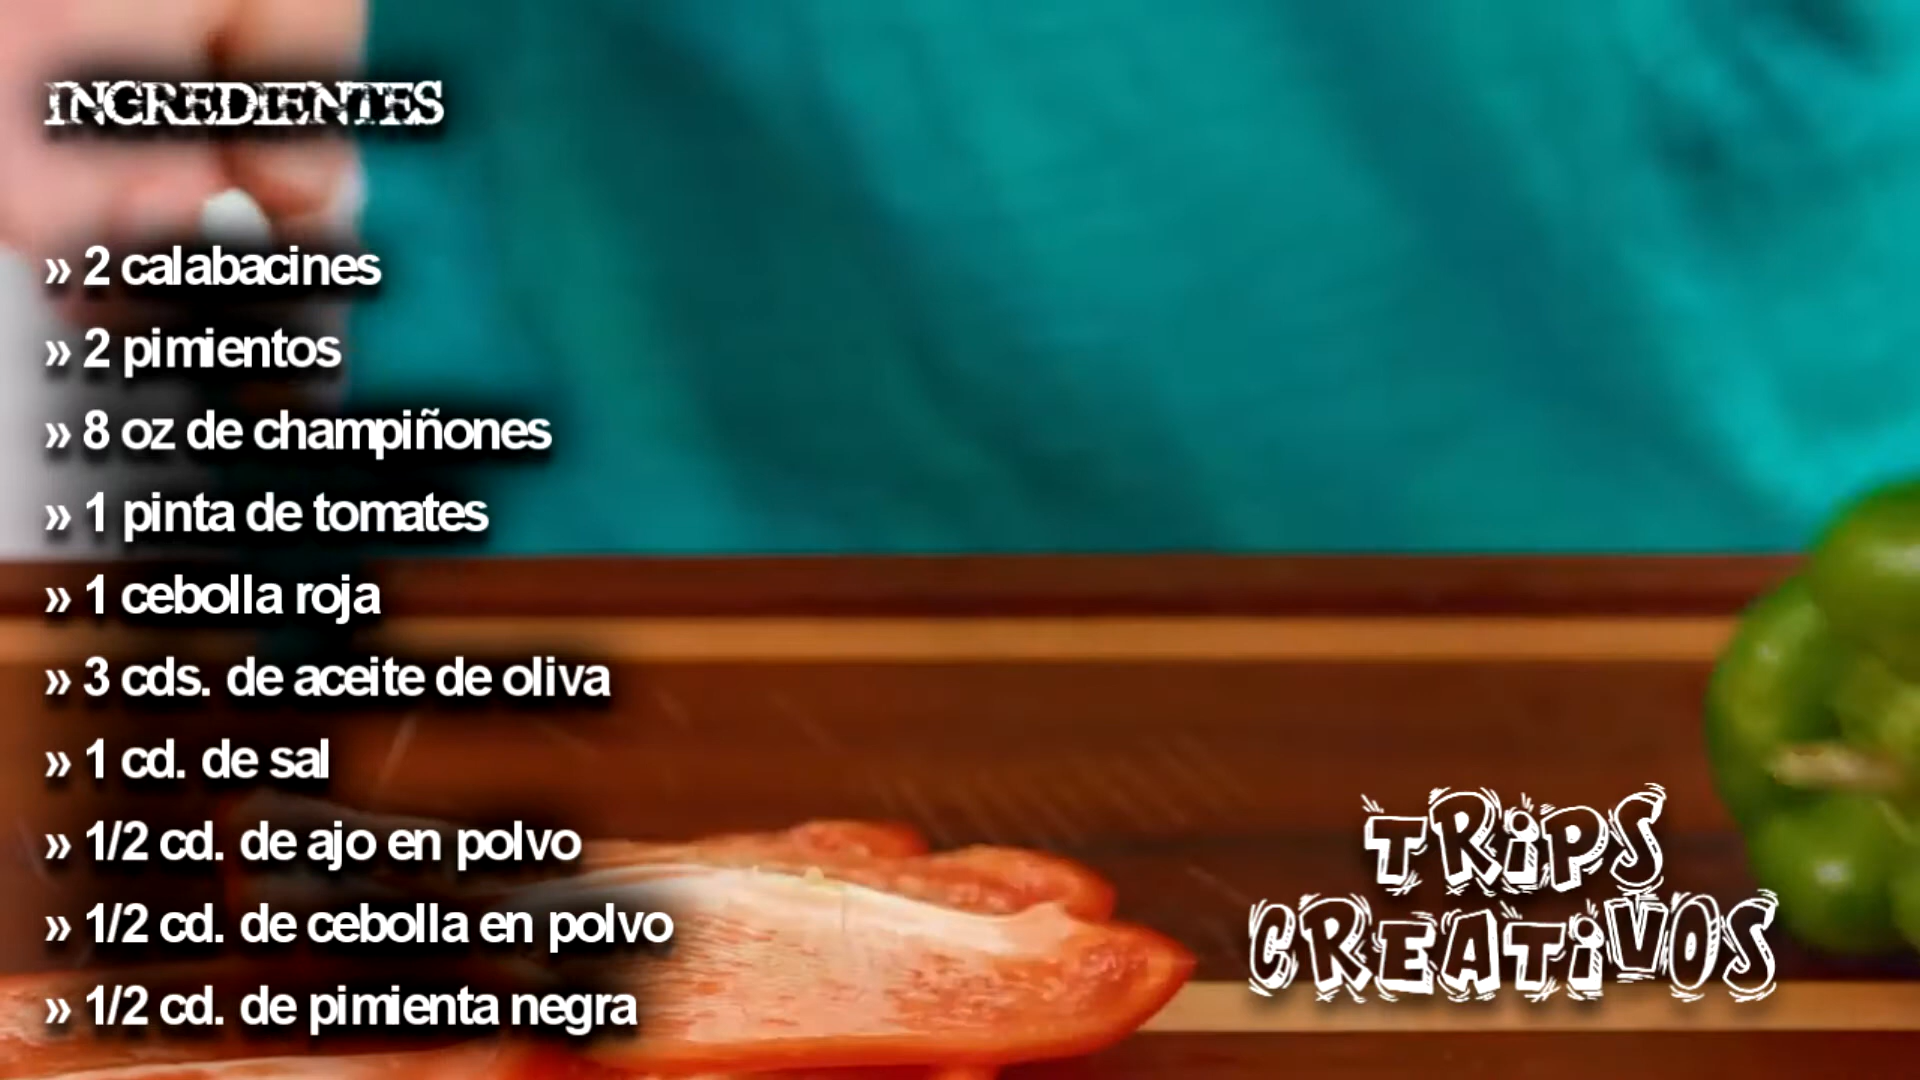 INGREDIENTES
» 2 calabacines
» 2 pimientos
» 8 oz de champiñones
» 1 pinta de tomates
» 1 cebolla roja
» 3 cds. de aceite de oliva
» 1 cd. de sal
» 1/2 cd. de ajo en polvo
» 1/2 cd. de cebolla en polvo
» 1/2 cd. de pimienta negra
TRiPS
CREATiVOS